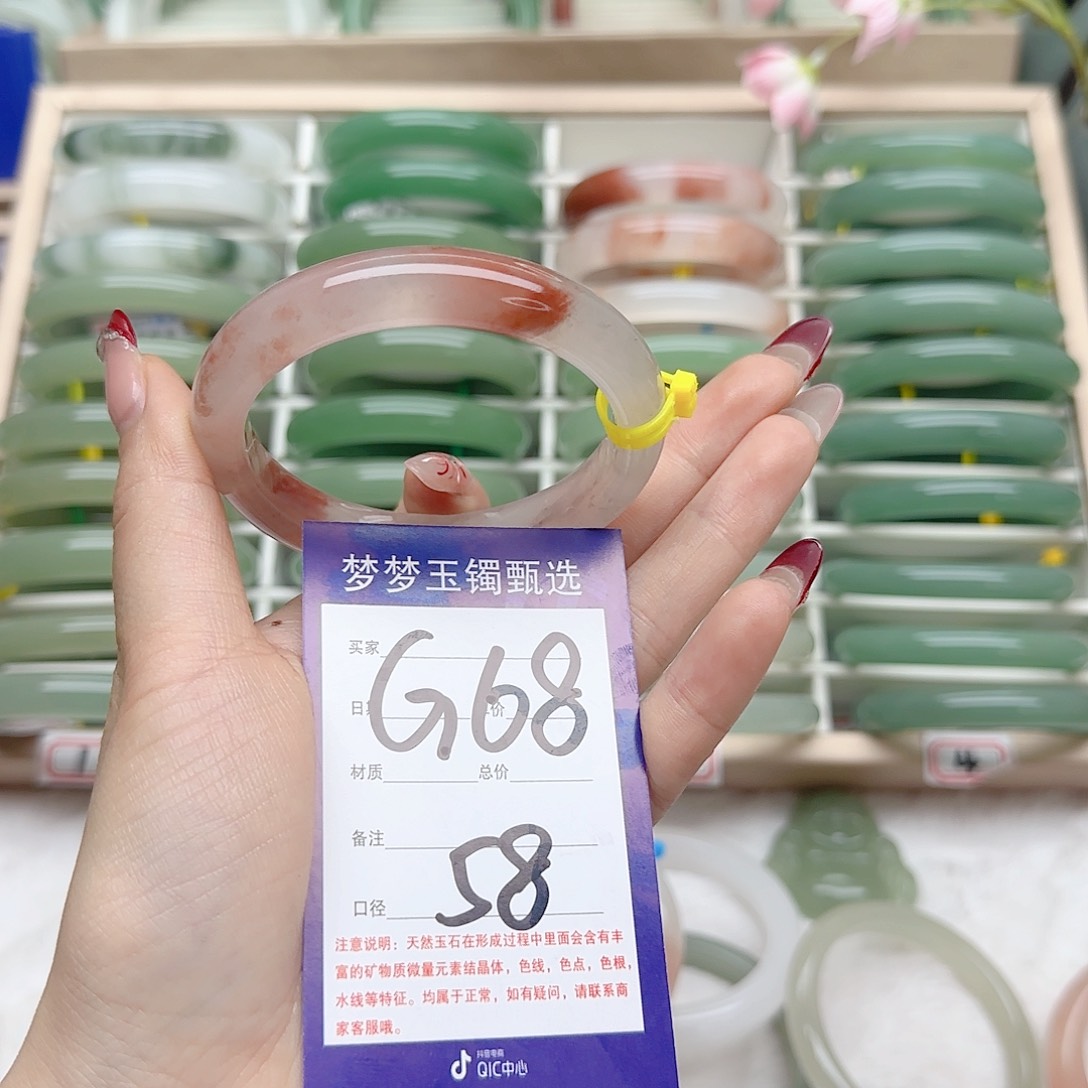 梦梦玉镯甄选
买家
G68
日 价
材质 总价
备注
58
口径
注意说明：天然玉石在形成过程中里面会含有丰
富的矿物质微量元素结晶体，色线，色点，色根，
水线等特征。均属于正常，如有疑问，请联系商
家客服哦。
抖音电商
QIC中心
1
4